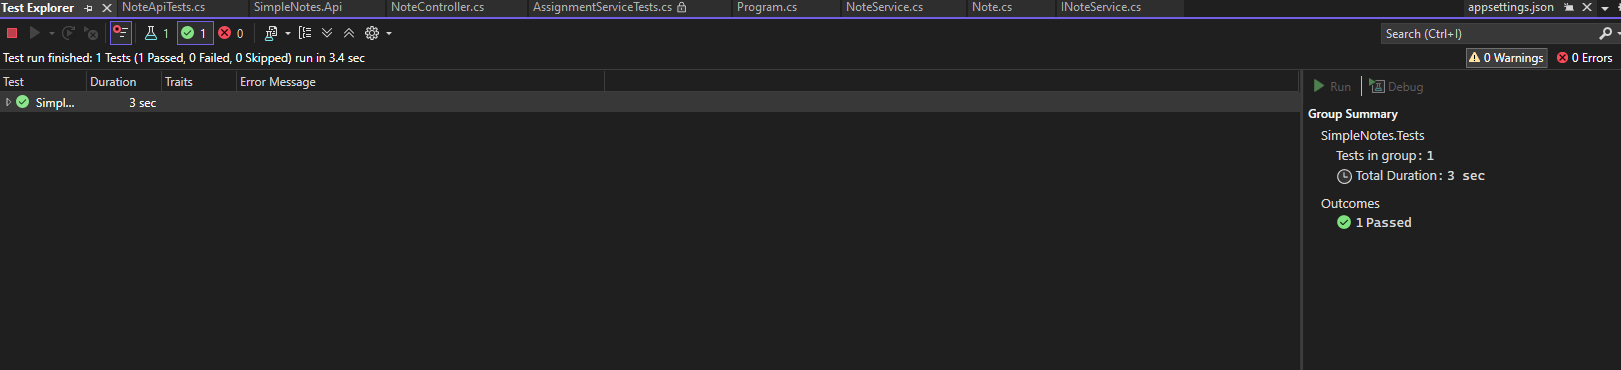 Test Explorer NoteApiTests.cs SimpleNotes.Api NoteController.cs AssignmentServiceTests.cs Program.cs NoteService.cs Note.cs INoteService.cs appsettings.json
1 1 0 Search (Ctrl+I)
Test run finished: 1 Tests (1 Passed, 0 Failed, 0 Skipped) run in 3.4 sec 0 Warnings 0 Errors
Test Duration Traits Error Message
Run Debug
Simpl... 3 sec
Group Summary
SimpleNotes.Tests
Tests in group: 1
Total Duration: 3 sec
Outcomes
1 Passed